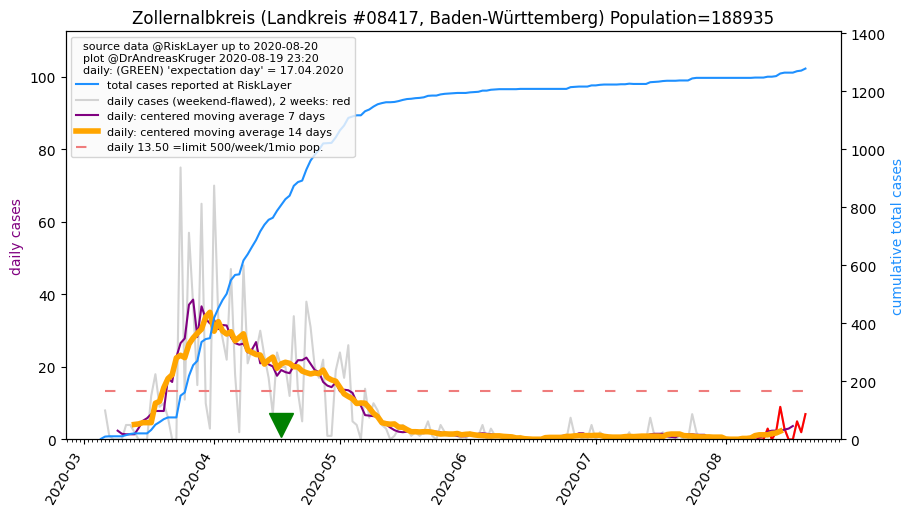 Zollernalbkreis (Landkreis #08417, Baden-Württemberg) Population=188935
source data @RiskLayer up to 2020-08-20
plot @DrAndreasKruger 2020-08-19 23:20
daily: (GREEN) 'expectation day' = 17.04.2020
total cases reported at RiskLayer
daily cases (weekend-flawed), 2 weeks: red
daily: centered moving average 7 days
daily: centered moving average 14 days
daily 13.50 =limit 500/week/1mio pop.
daily cases
100
80
60
40
20
0
cumulative total cases
1400
1200
1000
800
600
400
200
0
2020-03
2020-04
2020-05
2020-06
2020-07
2020-08